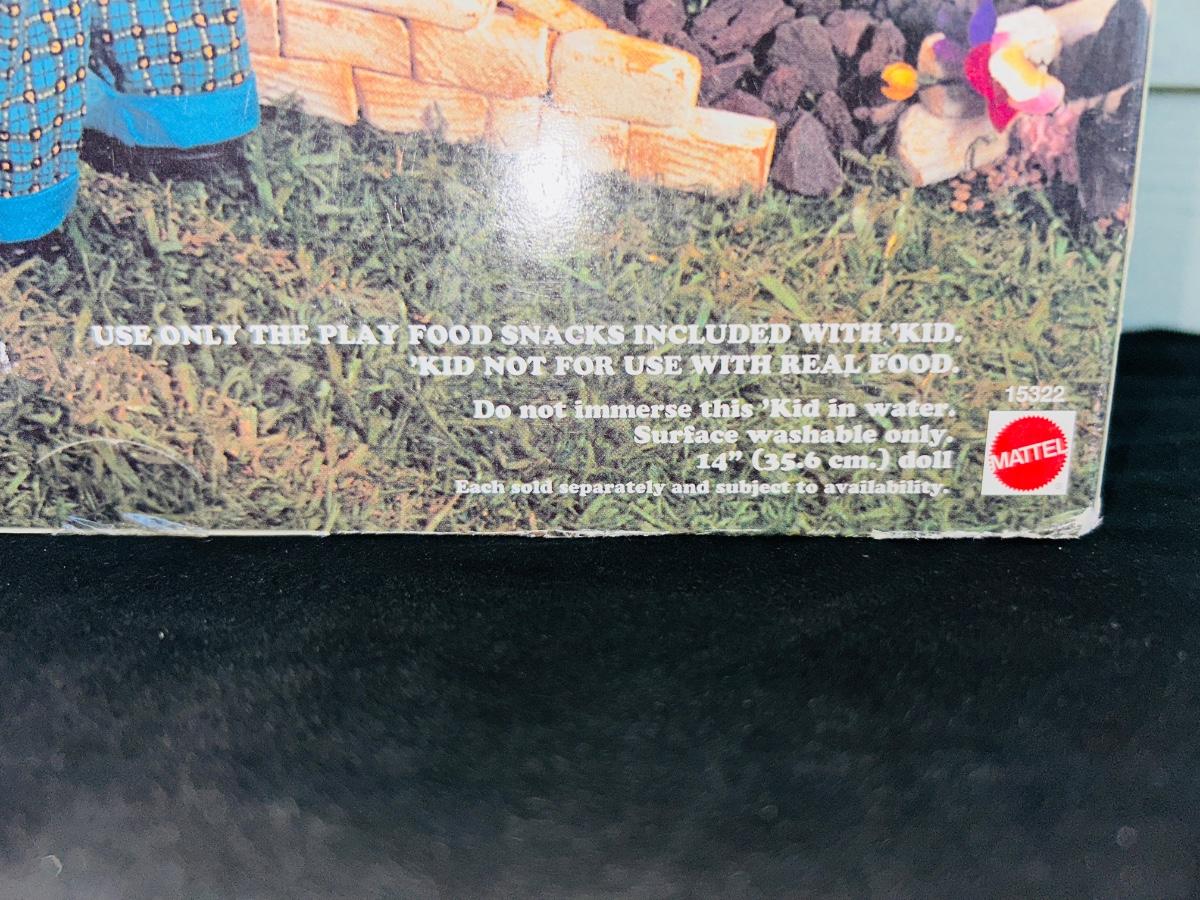 USE ONLY THE PLAY FOOD SNACKS INCLUDED WITH 'KID.
'KID NOT FOR USE WITH REAL FOOD.
15322
Do not immerse this 'Kid in water.
Surface washable only.
14” (35.6 cm.) doll
MATTEL
Each sold separately and subject to availability.